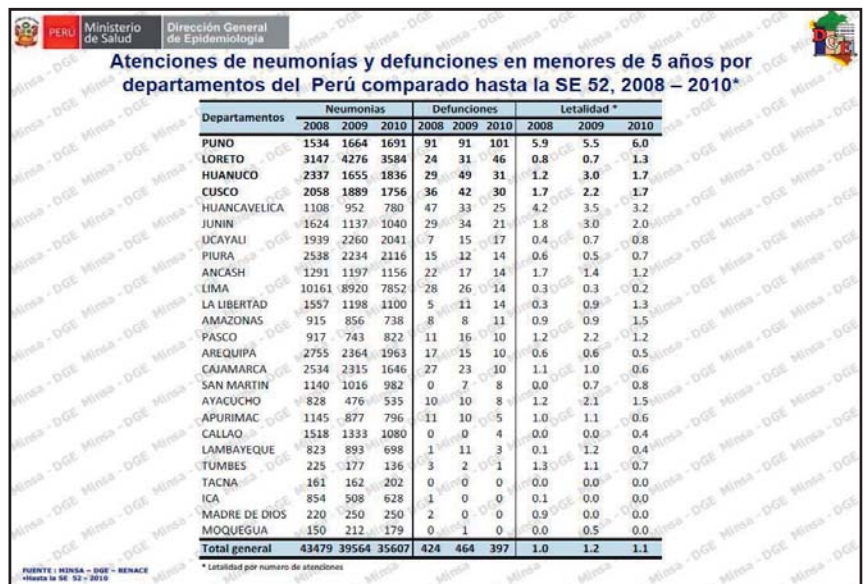 PERÚ Ministerio de Salud Dirección General de Epidemiología
DGE
Atenciones de neumonías y defunciones en menores de 5 años por
departamentos del Perú comparado hasta la SE 52, 2008 – 2010*
Departamentos Neumonias Defunciones Letalidad *
2008 2009 2010 2008 2009 2010 2008 2009 2010
PUNO 1534 1664 1691 91 91 101 5.9 5.5 6.0
LORETO 3147 4276 3584 24 31 46 0.8 0.7 1.3
HUANUCO 2337 1655 1836 29 49 31 1.2 3.0 1.7
CUSCO 2058 1889 1756 36 42 30 1.7 2.2 1.7
HUANCAVELICA 1108 952 780 47 33 25 4.2 3.5 3.2
JUNIN 1624 1137 1040 29 34 21 1.8 3.0 2.0
UCAYALI 1939 2260 2041 7 15 17 0.4 0.7 0.8
PIURA 2538 2234 2116 15 12 14 0.6 0.5 0.7
ANCASH 1291 1197 1156 22 17 14 1.7 1.4 1.2
LIMA 10161 8920 7852 28 26 14 0.3 0.3 0.2
LA LIBERTAD 1557 1198 1100 5 11 14 0.3 0.9 1.3
AMAZONAS 915 856 738 8 8 11 0.9 0.9 1.5
PASCO 917 743 822 11 16 10 1.2 2.2 1.2
AREQUIPA 2755 2364 1963 17 15 10 0.6 0.6 0.5
CAJAMARCA 2534 2315 1646 27 23 10 1.1 1.0 0.6
SAN MARTIN 1140 1016 982 0 7 8 0.0 0.7 0.8
AYACUCHO 828 476 535 10 10 8 1.2 2.1 1.5
APURIMAC 1145 877 796 11 10 5 1.0 1.1 0.6
CALLAO 1518 1333 1080 0 0 4 0.0 0.0 0.4
LAMBAYEQUE 823 893 698 1 11 3 0.1 1.2 0.4
TUMBES 225 177 136 3 2 1 1.3 1.1 0.7
TACNA 161 162 202 0 0 0 0.0 0.0 0.0
ICA 854 508 628 1 0 0 0.1 0.0 0.0
MADRE DE DIOS 220 250 250 2 0 0 0.9 0.0 0.0
MOQUEGUA 150 212 179 0 1 0 0.0 0.5 0.0
Total general 43479 39564 35607 424 464 397 1.0 1.2 1.1
* Letalidad por numero de atenciones
FUENTE : MINSA – DGE – RENACE
*Hasta la SE 52 – 2010
Minsa - DGE